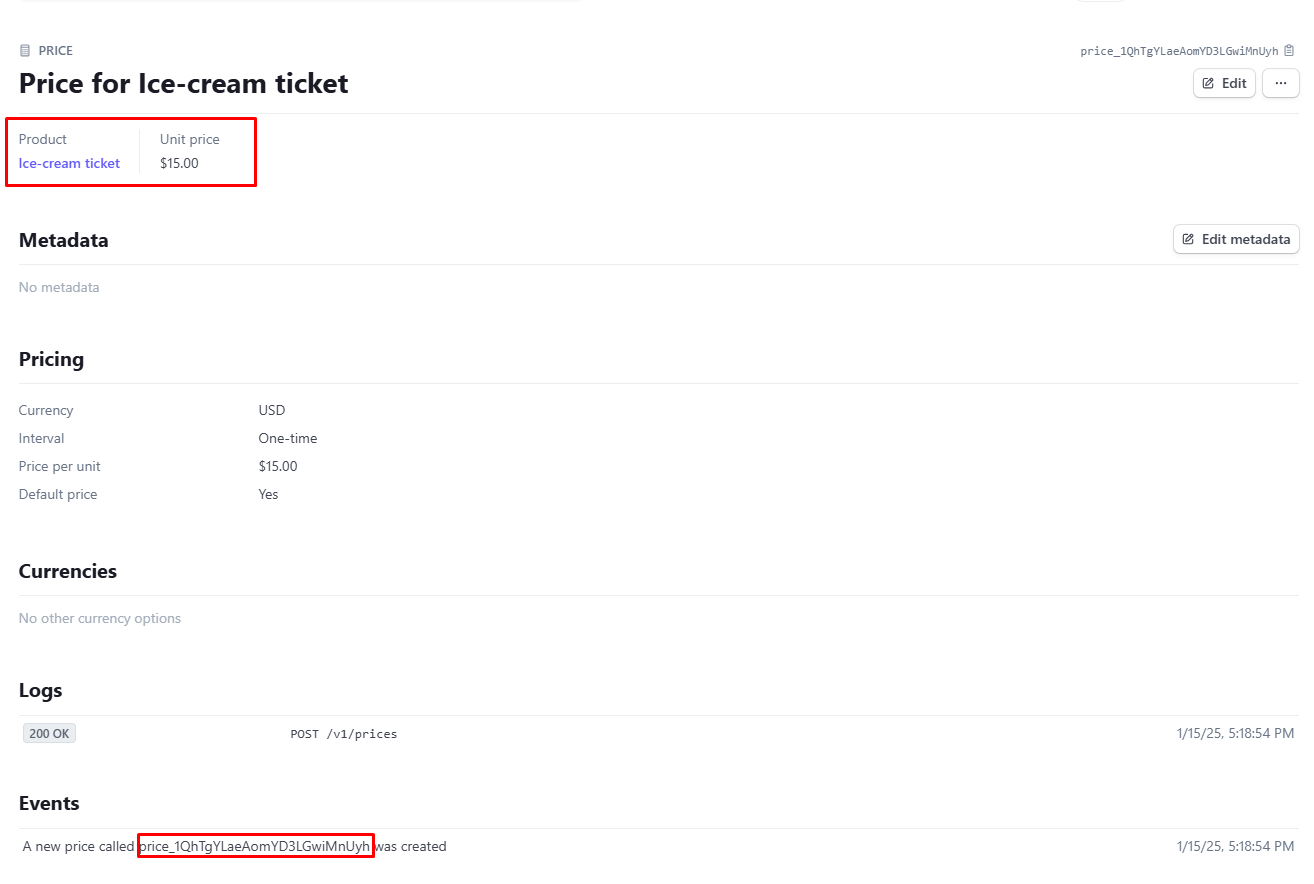 PRICE
price_1QhTgYLaeAomYD3LGwiMnUyh
Price for Ice-cream ticket
Edit
...
Product Unit price
Ice-cream ticket $15.00
Metadata
Edit metadata
No metadata
Pricing
Currency USD
Interval One-time
Price per unit $15.00
Default price Yes
Currencies
No other currency options
Logs
200 OK POST /v1/prices 1/15/25, 5:18:54 PM
Events
A new price called price_1QhTgYLaeAomYD3LGwiMnUyh was created 1/15/25, 5:18:54 PM